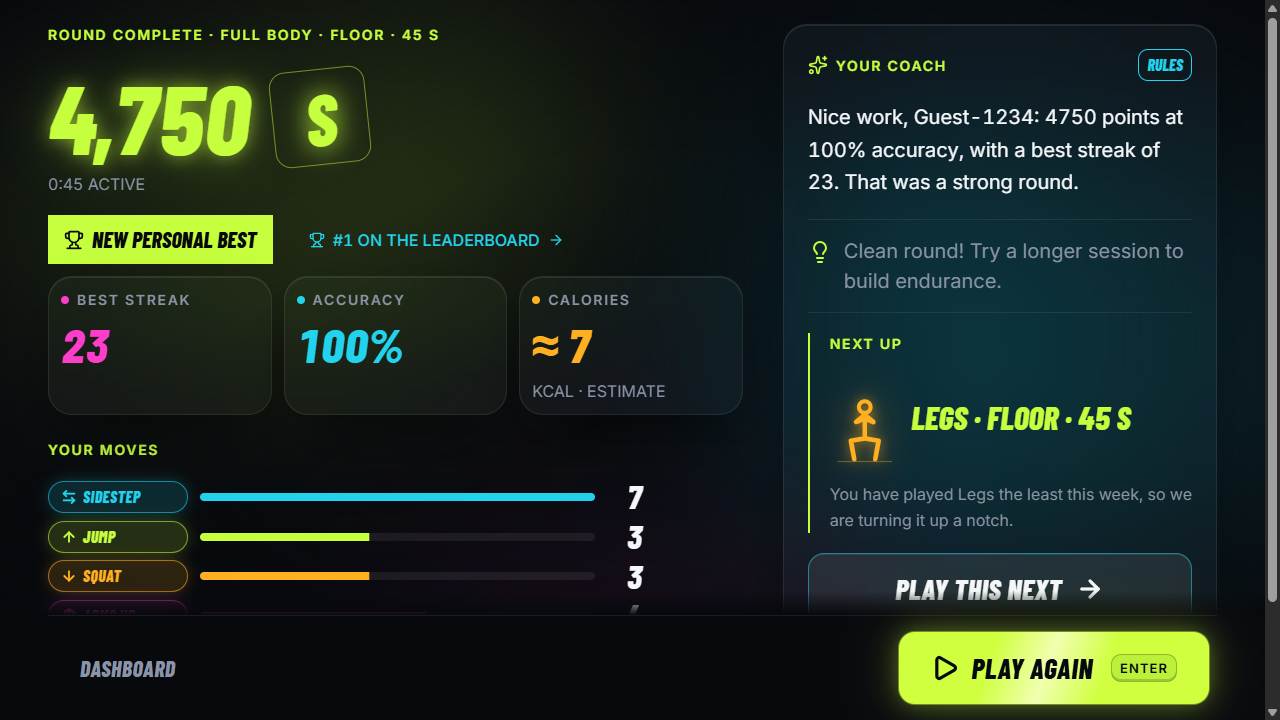 ROUND COMPLETE · FULL BODY · FLOOR · 45 S
4,750
S
0:45 ACTIVE
NEW PERSONAL BEST
#1 ON THE LEADERBOARD →
BEST STREAK
23
ACCURACY
100%
CALORIES
≈ 7
KCAL · ESTIMATE
YOUR MOVES
SIDESTEP 7
JUMP 3
SQUAT 3
YOUR COACH
RULES
Nice work, Guest-1234: 4750 points at
100% accuracy, with a best streak of
23. That was a strong round.
Clean round! Try a longer session to
build endurance.
NEXT UP
LEGS · FLOOR · 45 S
You have played Legs the least this week, so we
are turning it up a notch.
PLAY THIS NEXT →
DASHBOARD
PLAY AGAIN ENTER